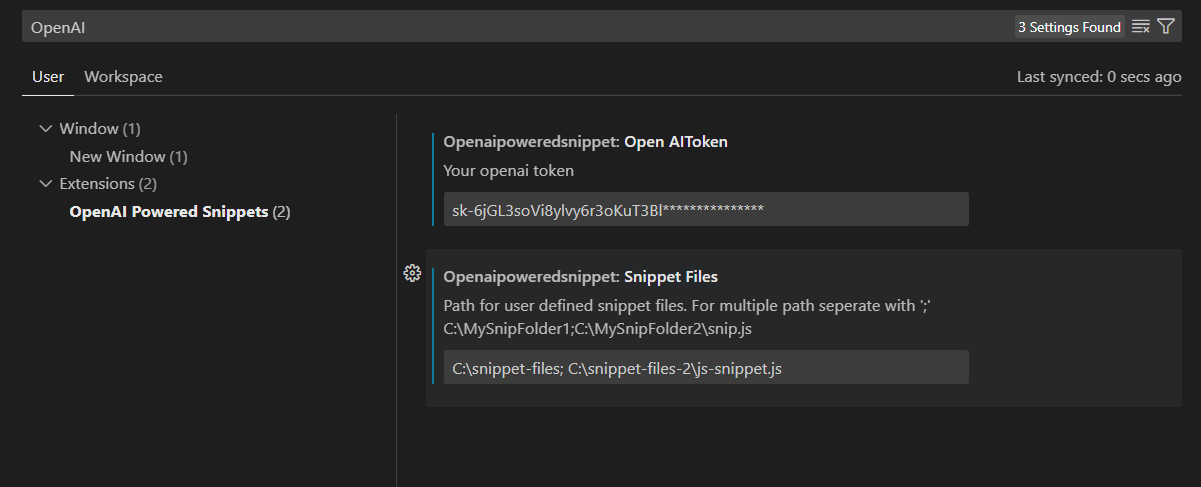 OpenAI
3 Settings Found
User Workspace
Last synced: 0 secs ago
Window (1)
New Window (1)
Extensions (2)
OpenAI Powered Snippets (2)
Openaipoweredsnippet: Open AIToken
Your openai token
sk-6jGL3soVi8ylvy6r3oKuT3Bl***************
Openaipoweredsnippet: Snippet Files
Path for user defined snippet files. For multiple path seperate with ';'
C:\MySnipFolder1;C:\MySnipFolder2\snip.js
C:\snippet-files; C:\snippet-files-2\js-snippet.js